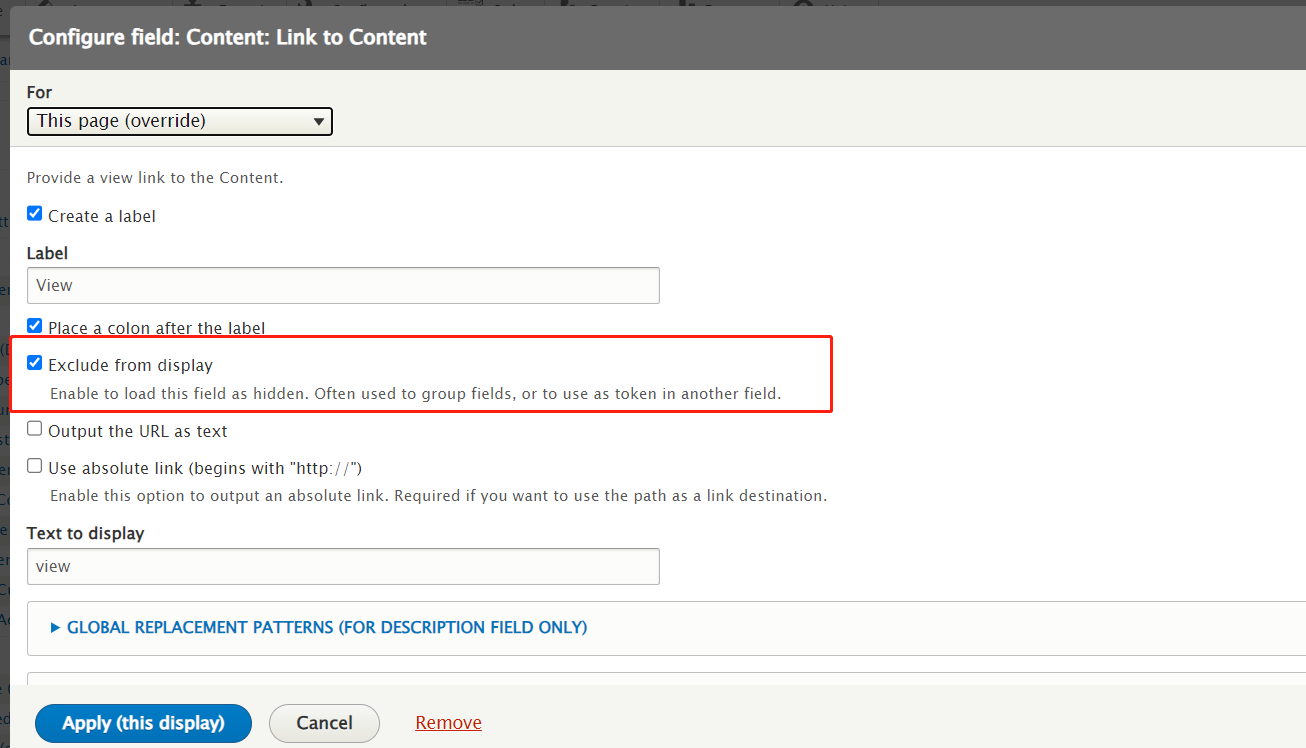 Configure field: Content: Link to Content
For
This page (override)
Provide a view link to the Content.
Create a label
Label
View
Place a colon after the label
Exclude from display
Enable to load this field as hidden. Often used to group fields, or to use as token in another field.
Output the URL as text
Use absolute link (begins with "http://")
Enable this option to output an absolute link. Required if you want to use the path as a link destination.
Text to display
view
GLOBAL REPLACEMENT PATTERNS (FOR DESCRIPTION FIELD ONLY)
Apply (this display)
Cancel
Remove